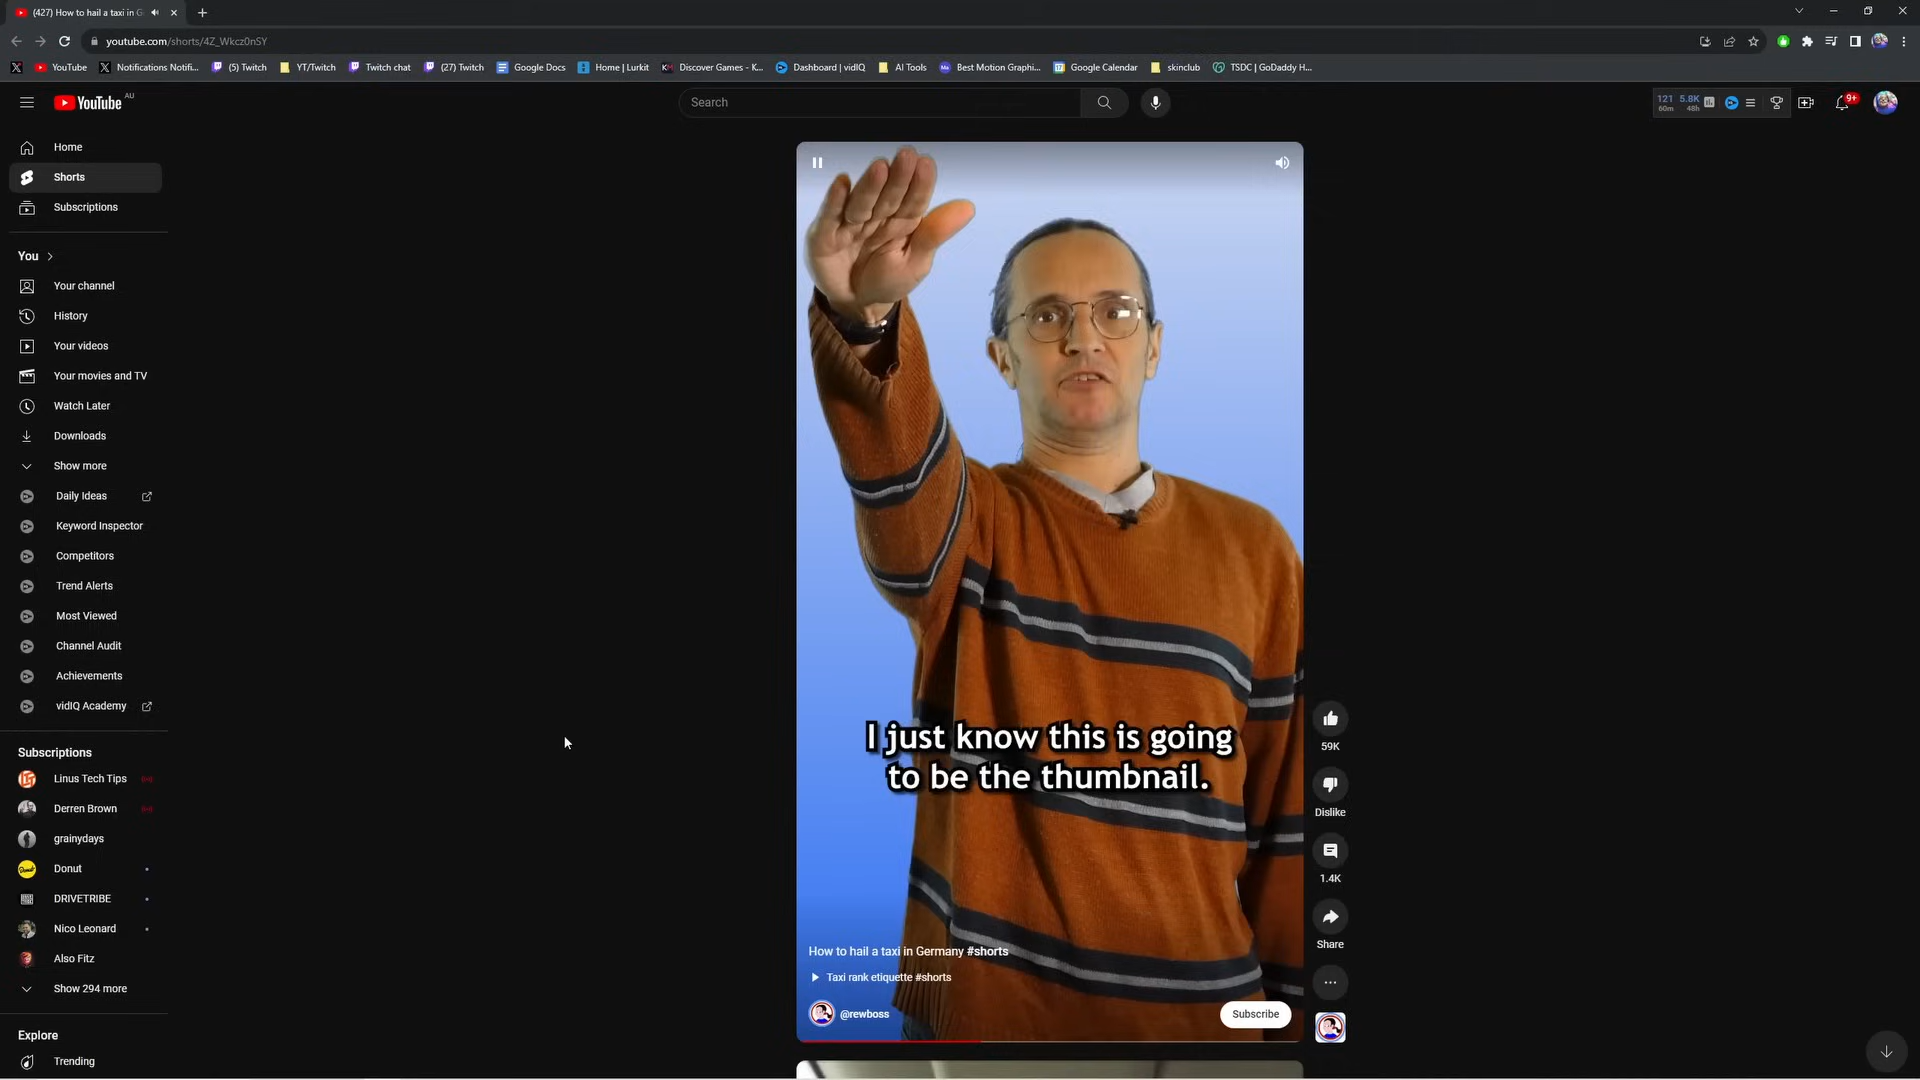 (427) How to hail a taxi in G
youtube.com/shorts/4Z_Wkcz0nSY
YouTube
Notifications Notifi...
(5) Twitch
YT/Twitch
Twitch chat
(27) Twitch
Google Docs
Home | Lurkit
Discover Games - K...
Dashboard | vidIQ
AI Tools
Best Motion Graphi...
Google Calendar
skinclub
TSDC | GoDaddy H...
YouTube AU
Search
121 5.8K
60m 48h
9+
Home
Shorts
Subscriptions
You
Your channel
History
Your videos
Your movies and TV
Watch Later
Downloads
Show more
Daily Ideas
Keyword Inspector
Competitors
Trend Alerts
Most Viewed
Channel Audit
Achievements
vidIQ Academy
Subscriptions
Linus Tech Tips
Derren Brown
grainydays
Donut
DRIVETRIBE
Nico Leonard
Also Fitz
Show 294 more
Explore
Trending
I just know this is going
to be the thumbnail.
How to hail a taxi in Germany #shorts
Taxi rank etiquette #shorts
@rewboss
Subscribe
59K
Dislike
1.4K
Share